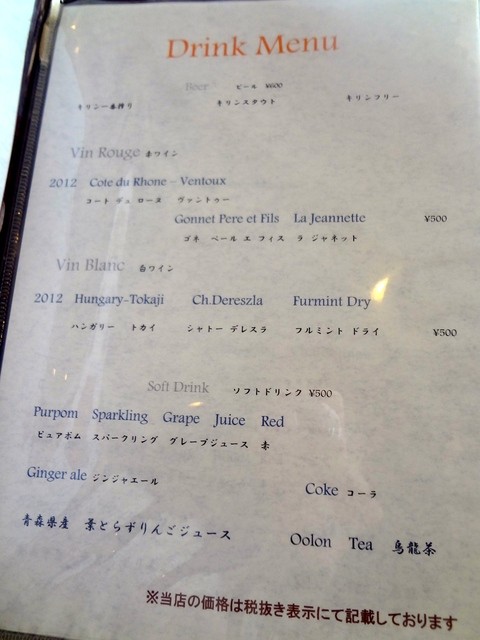 Drink Menu
Beer ビール ¥600
キリン一番搾り キリンスタウト キリンフリー
Vin Rouge 赤ワイン
2012 Cote du Rhone – Ventoux
コート デュ ローヌ ヴァントゥー
Gonnet Pere et Fils La Jeannette ¥500
ゴネ ペール エ フィス ラ ジャネット
Vin Blanc 白ワイン
2012 Hungary-Tokaji Ch.Dereszla Furmint Dry
ハンガリー トカイ シャトー デレスラ フルミント ドライ ¥500
Soft Drink ソフトドリンク ¥500
Purpom Sparkling Grape Juice Red
ピュアポム スパークリング グレープジュース 赤
Ginger ale ジンジャエール
Coke コーラ
青森県産 葉とらずりんごジュース
Oolon Tea 烏龍茶
※当店の価格は税抜き表示にて記載しております